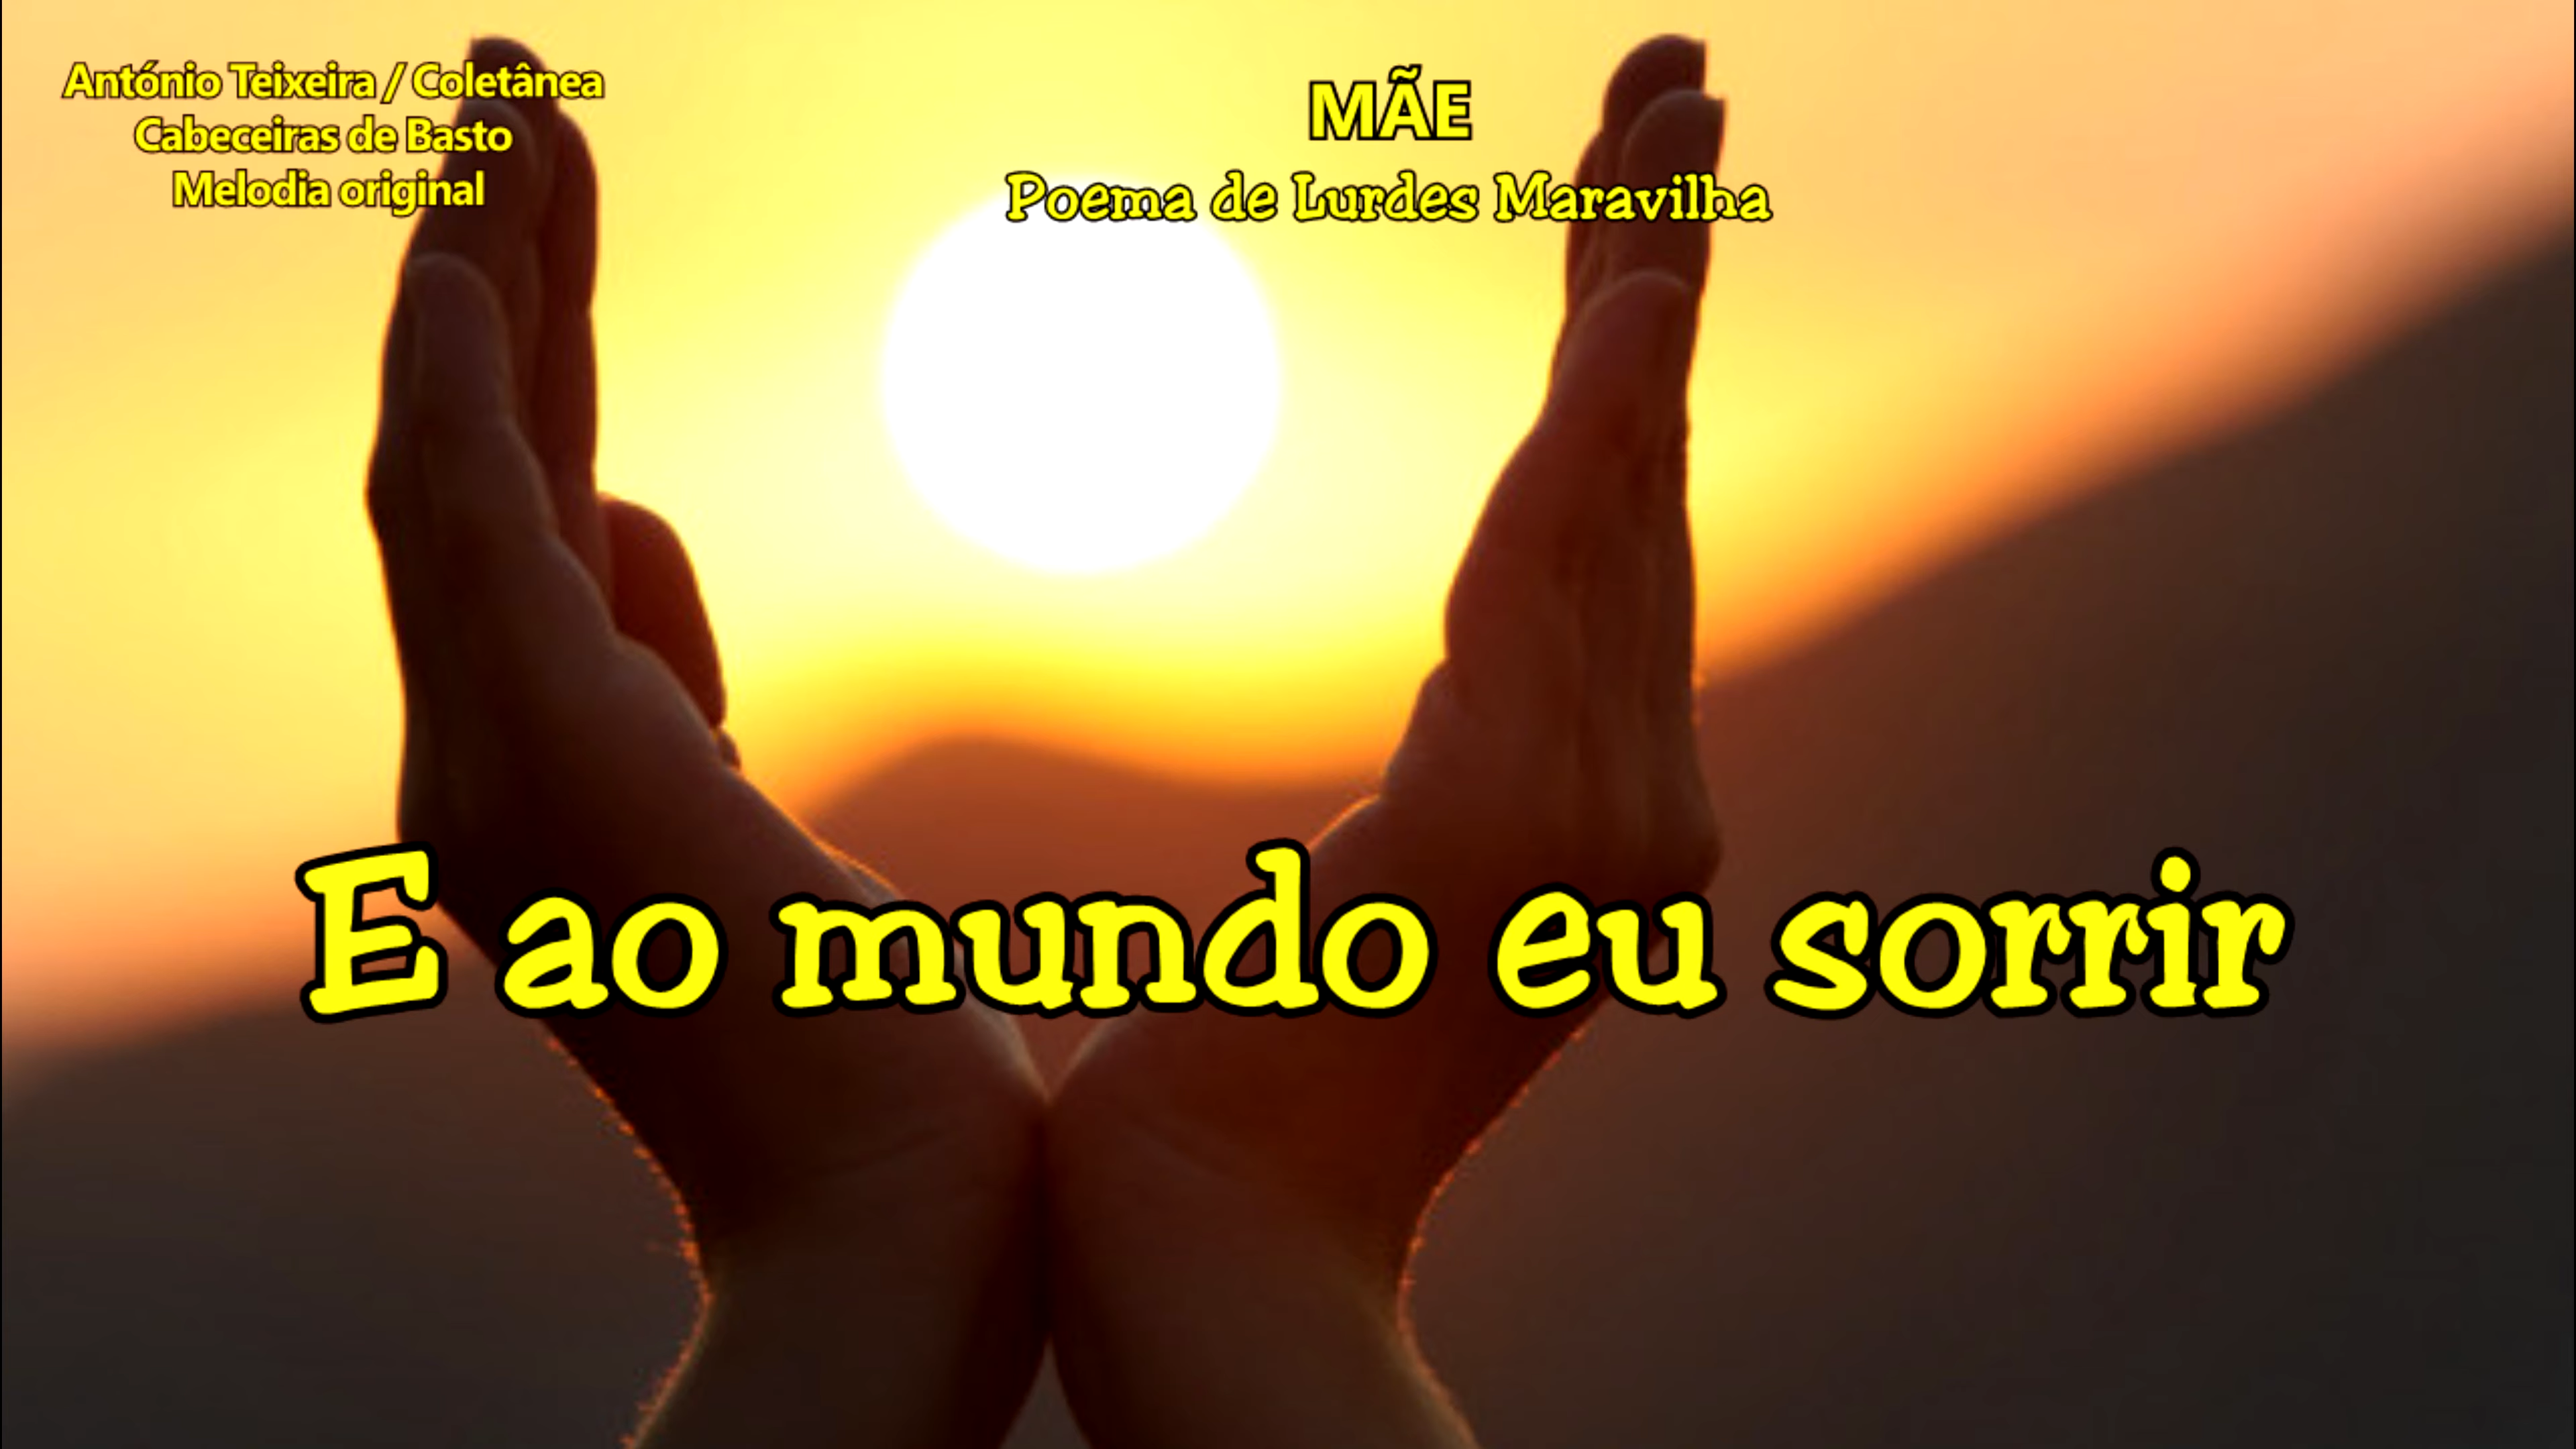 António Teixeira / Coletânea
Cabeceiras de Basto
Melodia original
MÃE
Poema de Lurdes Maravilha
E ao mundo eu sorrir